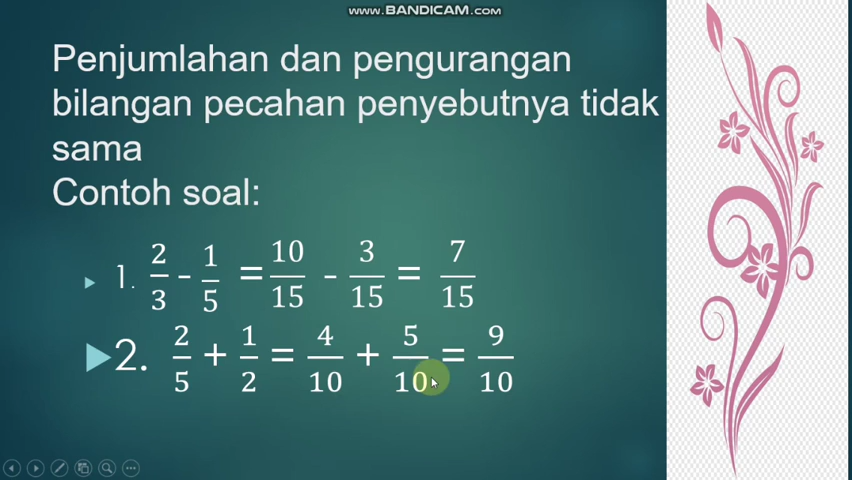 www.BANDICAM.com
Penjumlahan dan pengurangan
bilangan pecahan penyebutnya tidak
sama
Contoh soal:
1. 2/3 - 1/5 = 10/15 - 3/15 = 7/15
2. 2/5 + 1/2 = 4/10 + 5/10 = 9/10